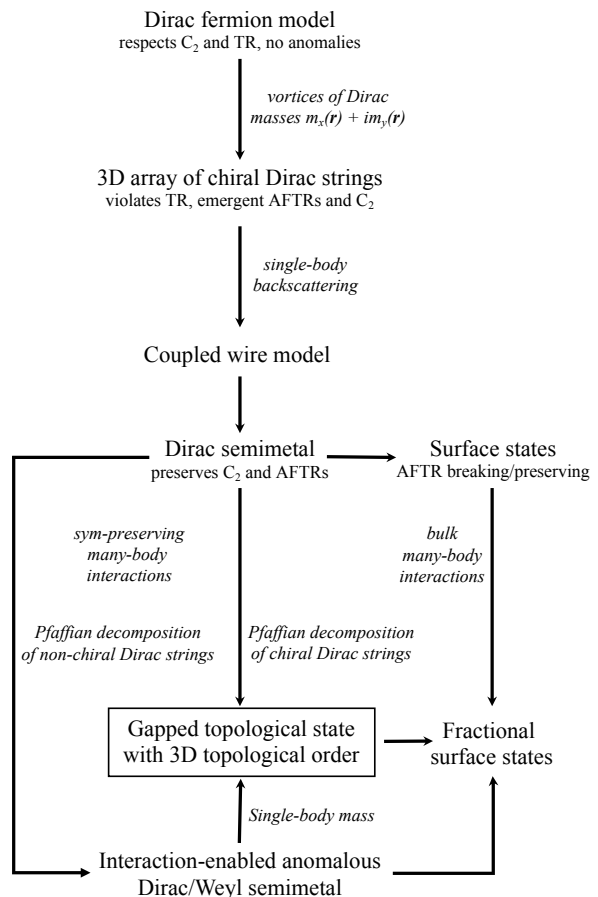 Dirac fermion model
respects C₂ and TR, no anomalies
vortices of Dirac
masses mₓ(r) + imᵧ(r)
3D array of chiral Dirac strings
violates TR, emergent AFTRs and C₂
single-body
backscattering
Coupled wire model
Dirac semimetal
preserves C₂ and AFTRs
Surface states
AFTR breaking/preserving
sym-preserving
many-body
interactions
bulk
many-body
interactions
Pfaffian decomposition
of non-chiral Dirac strings
Pfaffian decomposition
of chiral Dirac strings
Gapped topological state
with 3D topological order
Fractional
surface states
Single-body mass
Interaction-enabled anomalous
Dirac/Weyl semimetal